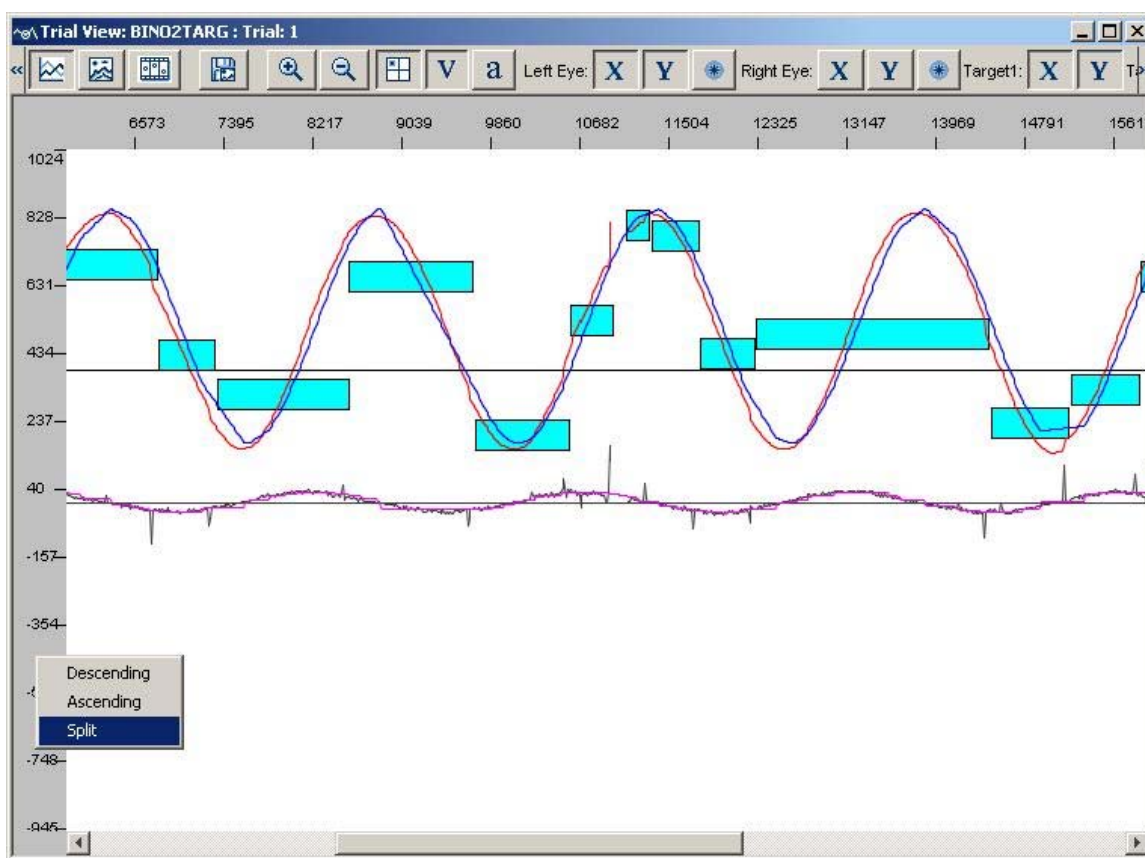 Trial View: BINO2TARG : Trial: 1
V a Left Eye: X Y Right Eye: X Y Target1: X Y
6573 7395 8217 9039 9860 10682 11504 12325 13147 13969 14791 1561
1024
828
631
434
237
40
-157
-354
Descending
Ascending
Split
-748
-945